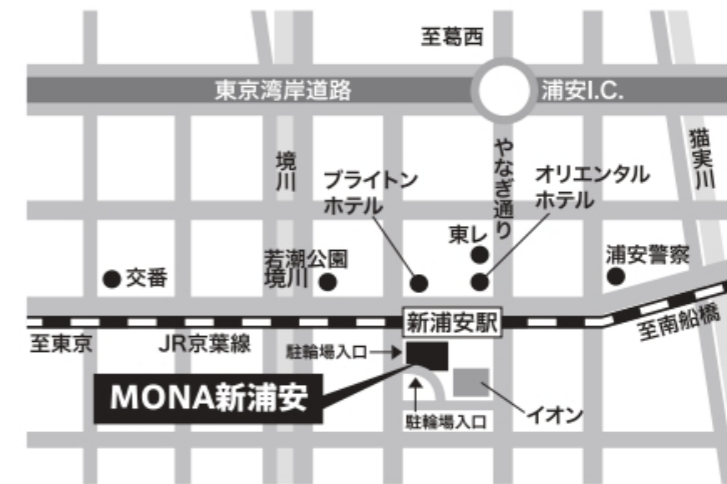 至葛西
東京湾岸道路
浦安I.C.
境川
やなぎ通り
猫実川
ブライトン
ホテル
オリエンタル
ホテル
東レ
交番
若潮公園
境川
浦安警察
新浦安駅
至東京
JR京葉線
至南船橋
駐輪場入口
MONA新浦安
駐輪場入口
イオン